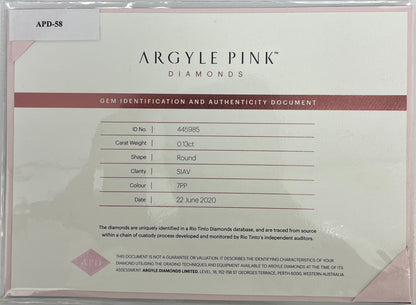 APD-58
ARGYLE PINK™
DIAMONDS
GEM IDENTIFICATION AND AUTHENTICITY DOCUMENT
ID No. 445985
Carat Weight 0.13ct
Shape Round
Clarity SIAV
Colour 7PP
Date 22 June 2020
The diamonds are uniquely identified in a Rio Tinto Diamonds database, and are traced from source
within a chain of custody process developed and monitored by Rio Tinto's independent auditors.
APD
THIS DOCUMENT IS NOT A GUARANTEE OR VALUATION. IT DESCRIBES THE IDENTIFYING CHARACTERISTICS OF YOUR
DIAMOND UTILISING THE GRADING TECHNIQUES AND EQUIPMENT AVAILABLE TO ARGYLE DIAMONDS AT THE TIME OF ITS
ASSESSMENT. ARGYLE DIAMONDS LIMITED. LEVEL 18, 152-158 ST GEORGES TERRACE, PERTH 6000, WESTERN AUSTRALIA